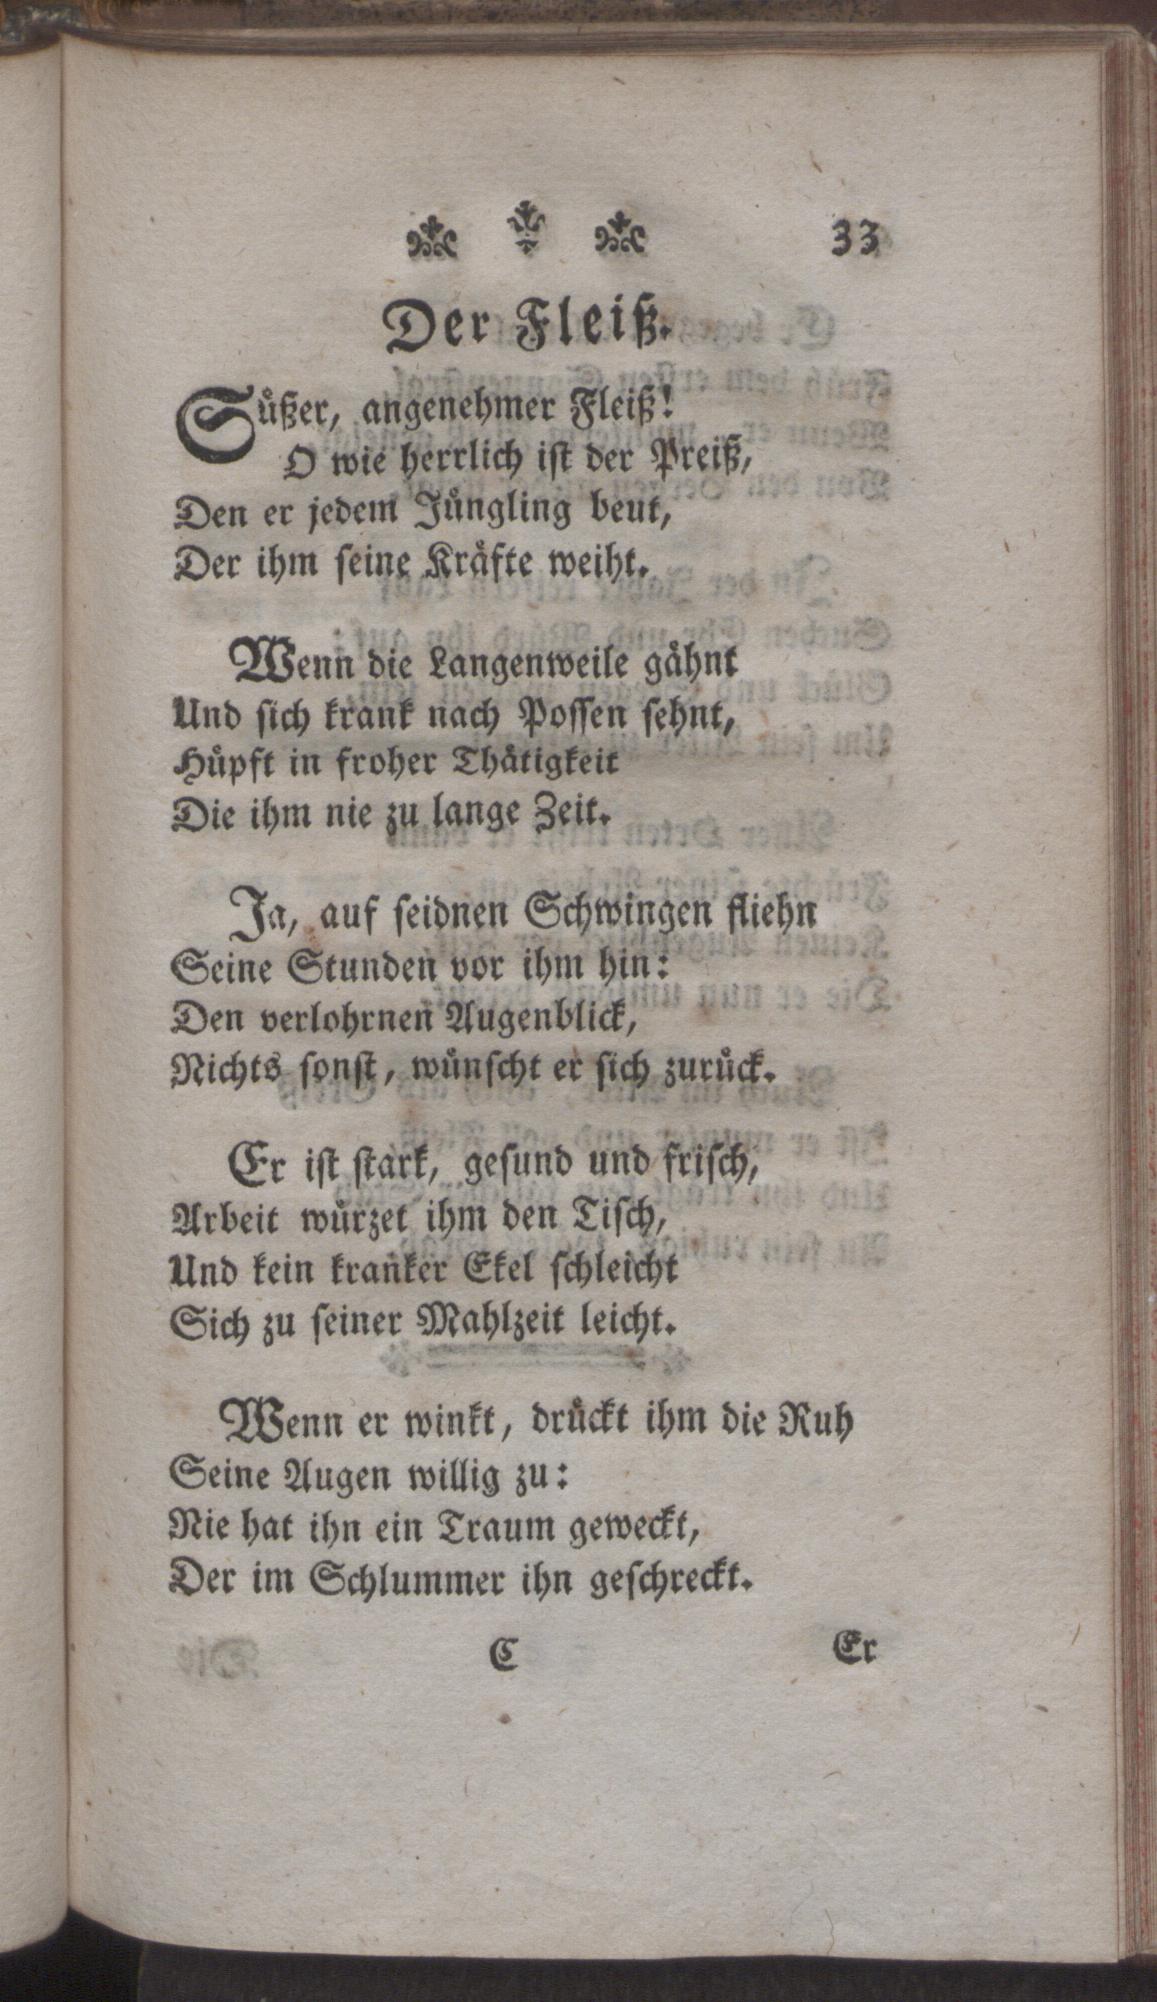 33
Der Fleiß.
Süßer, angenehmer Fleiß!
O wie herrlich iſt der Preiß,
Den er jedem Jüngling beut,
Der ihm ſeine Kräfte weiht.
Wenn die Langenweile gähnt
Und ſich krank nach Poſſen ſehnt,
Hüpft in froher Thätigkeit
Die ihm nie zu lange Zeit.
Ja, auf ſeidnen Schwingen fliehn
Seine Stunden vor ihm hin:
Den verlohrnen Augenblick,
Nichts ſonſt, wünſcht er ſich zurück.
Er iſt ſtark, geſund und friſch,
Arbeit würzet ihm den Tiſch,
Und kein kranker Ekel ſchleicht
Sich zu ſeiner Mahlzeit leicht.
Wenn er winkt, drückt ihm die Ruh
Seine Augen willig zu:
Nie hat ihn ein Traum geweckt,
Der im Schlummer ihn geſchreckt.
C Er